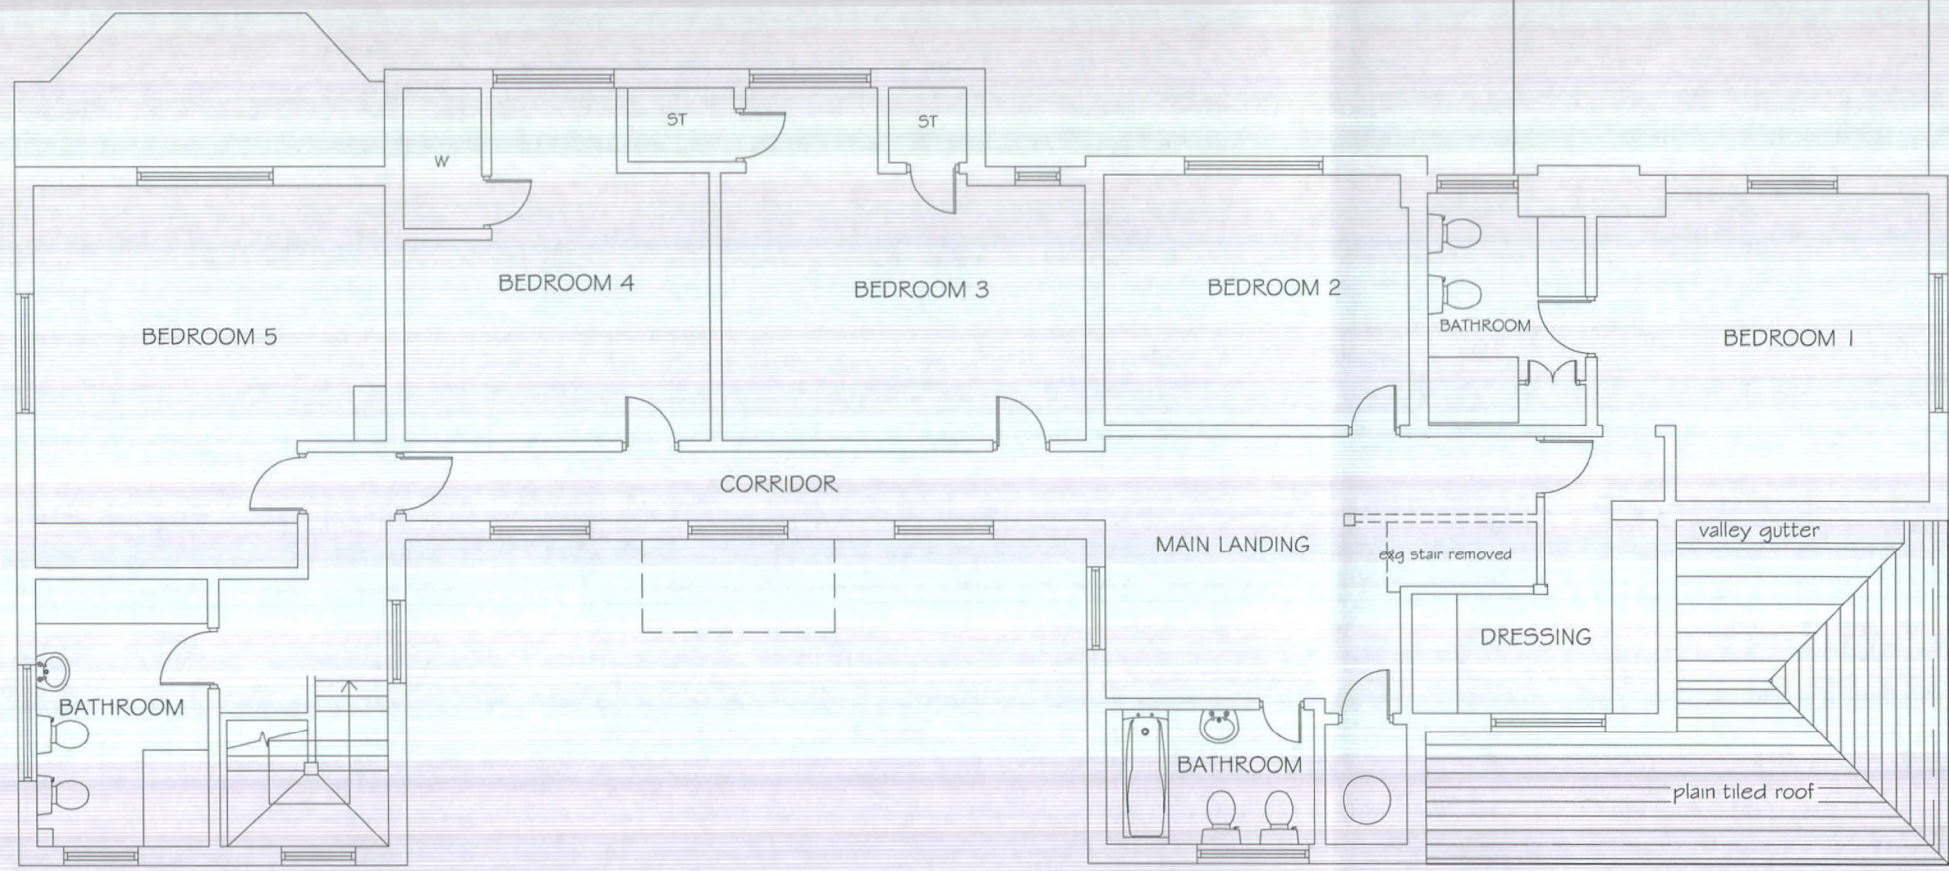 ST
ST
W
BEDROOM 4
BEDROOM 3
BEDROOM 2
BATHROOM
BEDROOM 5
BEDROOM 1
CORRIDOR
MAIN LANDING
exg stair removed
valley gutter
DRESSING
BATHROOM
BATHROOM
plain tiled roof